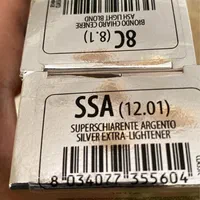 8C (8.1)
BIONDO CHIARO CENERE
ASH LIGHT BLOND
SSA (12.01)
SUPERSCHIARENTE ARGENTO
SILVER EXTRA-LIGHTENER
8 034077 355604